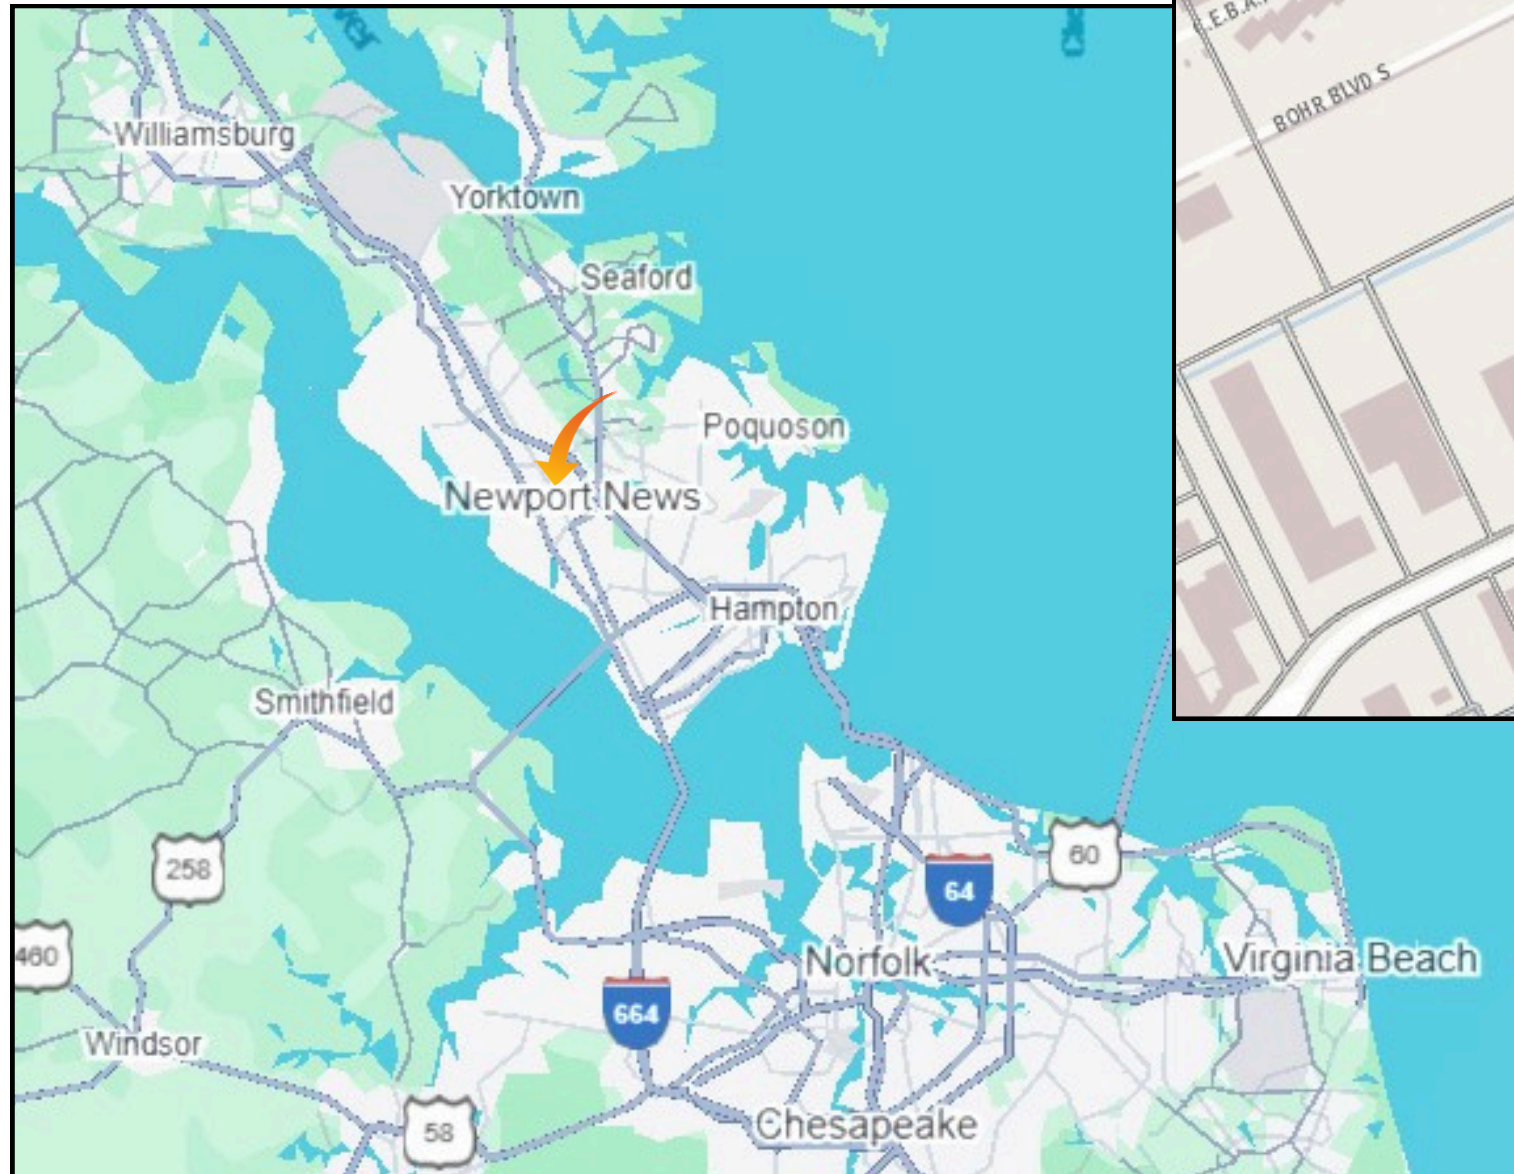 Williamsburg
Yorktown
Seaford
Poquoson
Newport News
Hampton
Smithfield
258
460
Windsor
58
664
64
60
Norfolk
Virginia Beach
Chesapeake
BOHR BLVD S